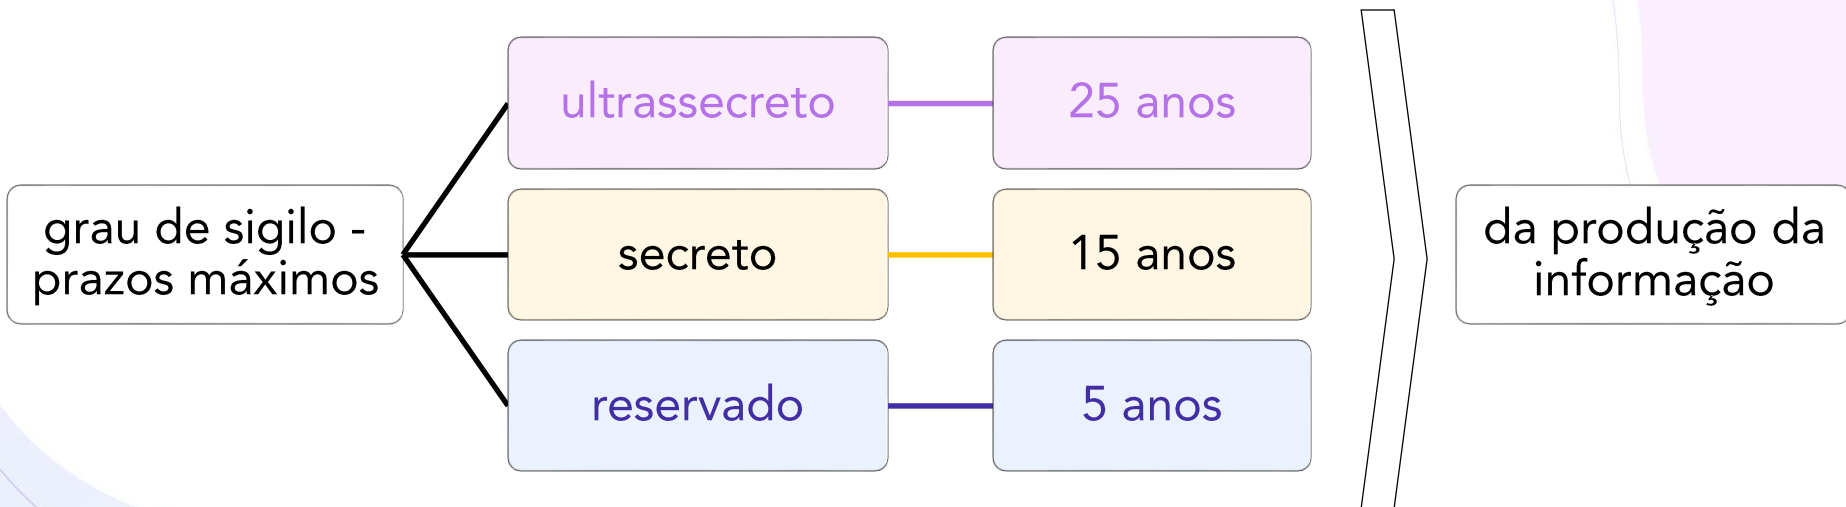 grau de sigilo -
prazos máximos
ultrassecreto
25 anos
secreto
15 anos
reservado
5 anos
da produção da
informação